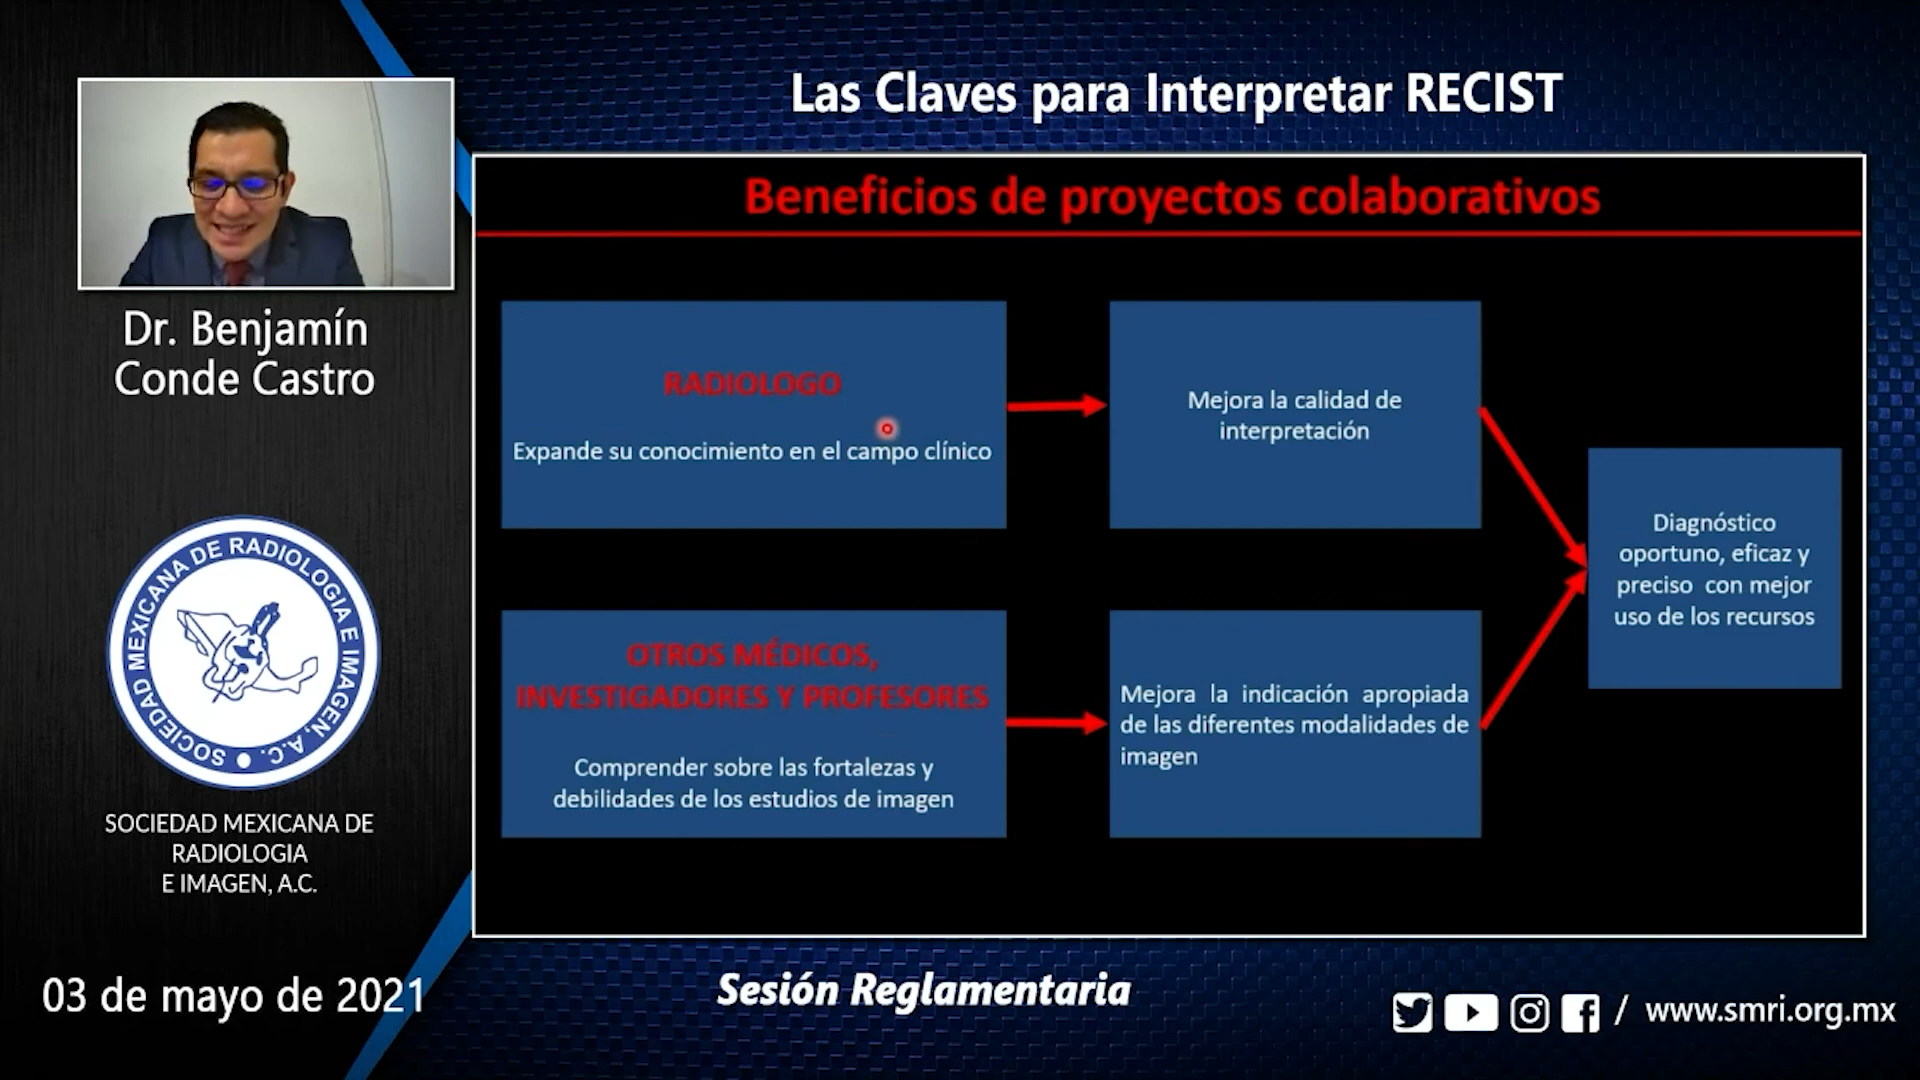 Las Claves para Interpretar RECIST
Dr. Benjamín
Conde Castro
SOCIEDAD MEXICANA DE RADIOLOGIA E IMAGEN, A.C.
SOCIEDAD MEXICANA DE
RADIOLOGIA
E IMAGEN, A.C.
03 de mayo de 2021
Beneficios de proyectos colaborativos
RADIOLOGO
Expande su conocimiento en el campo clínico
Mejora la calidad de
interpretación
OTROS MÉDICOS,
INVESTIGADORES Y PROFESORES
Comprender sobre las fortalezas y
debilidades de los estudios de imagen
Mejora la indicación apropiada
de las diferentes modalidades de
imagen
Diagnóstico
oportuno, eficaz y
preciso con mejor
uso de los recursos
Sesión Reglamentaria
/ www.smri.org.mx